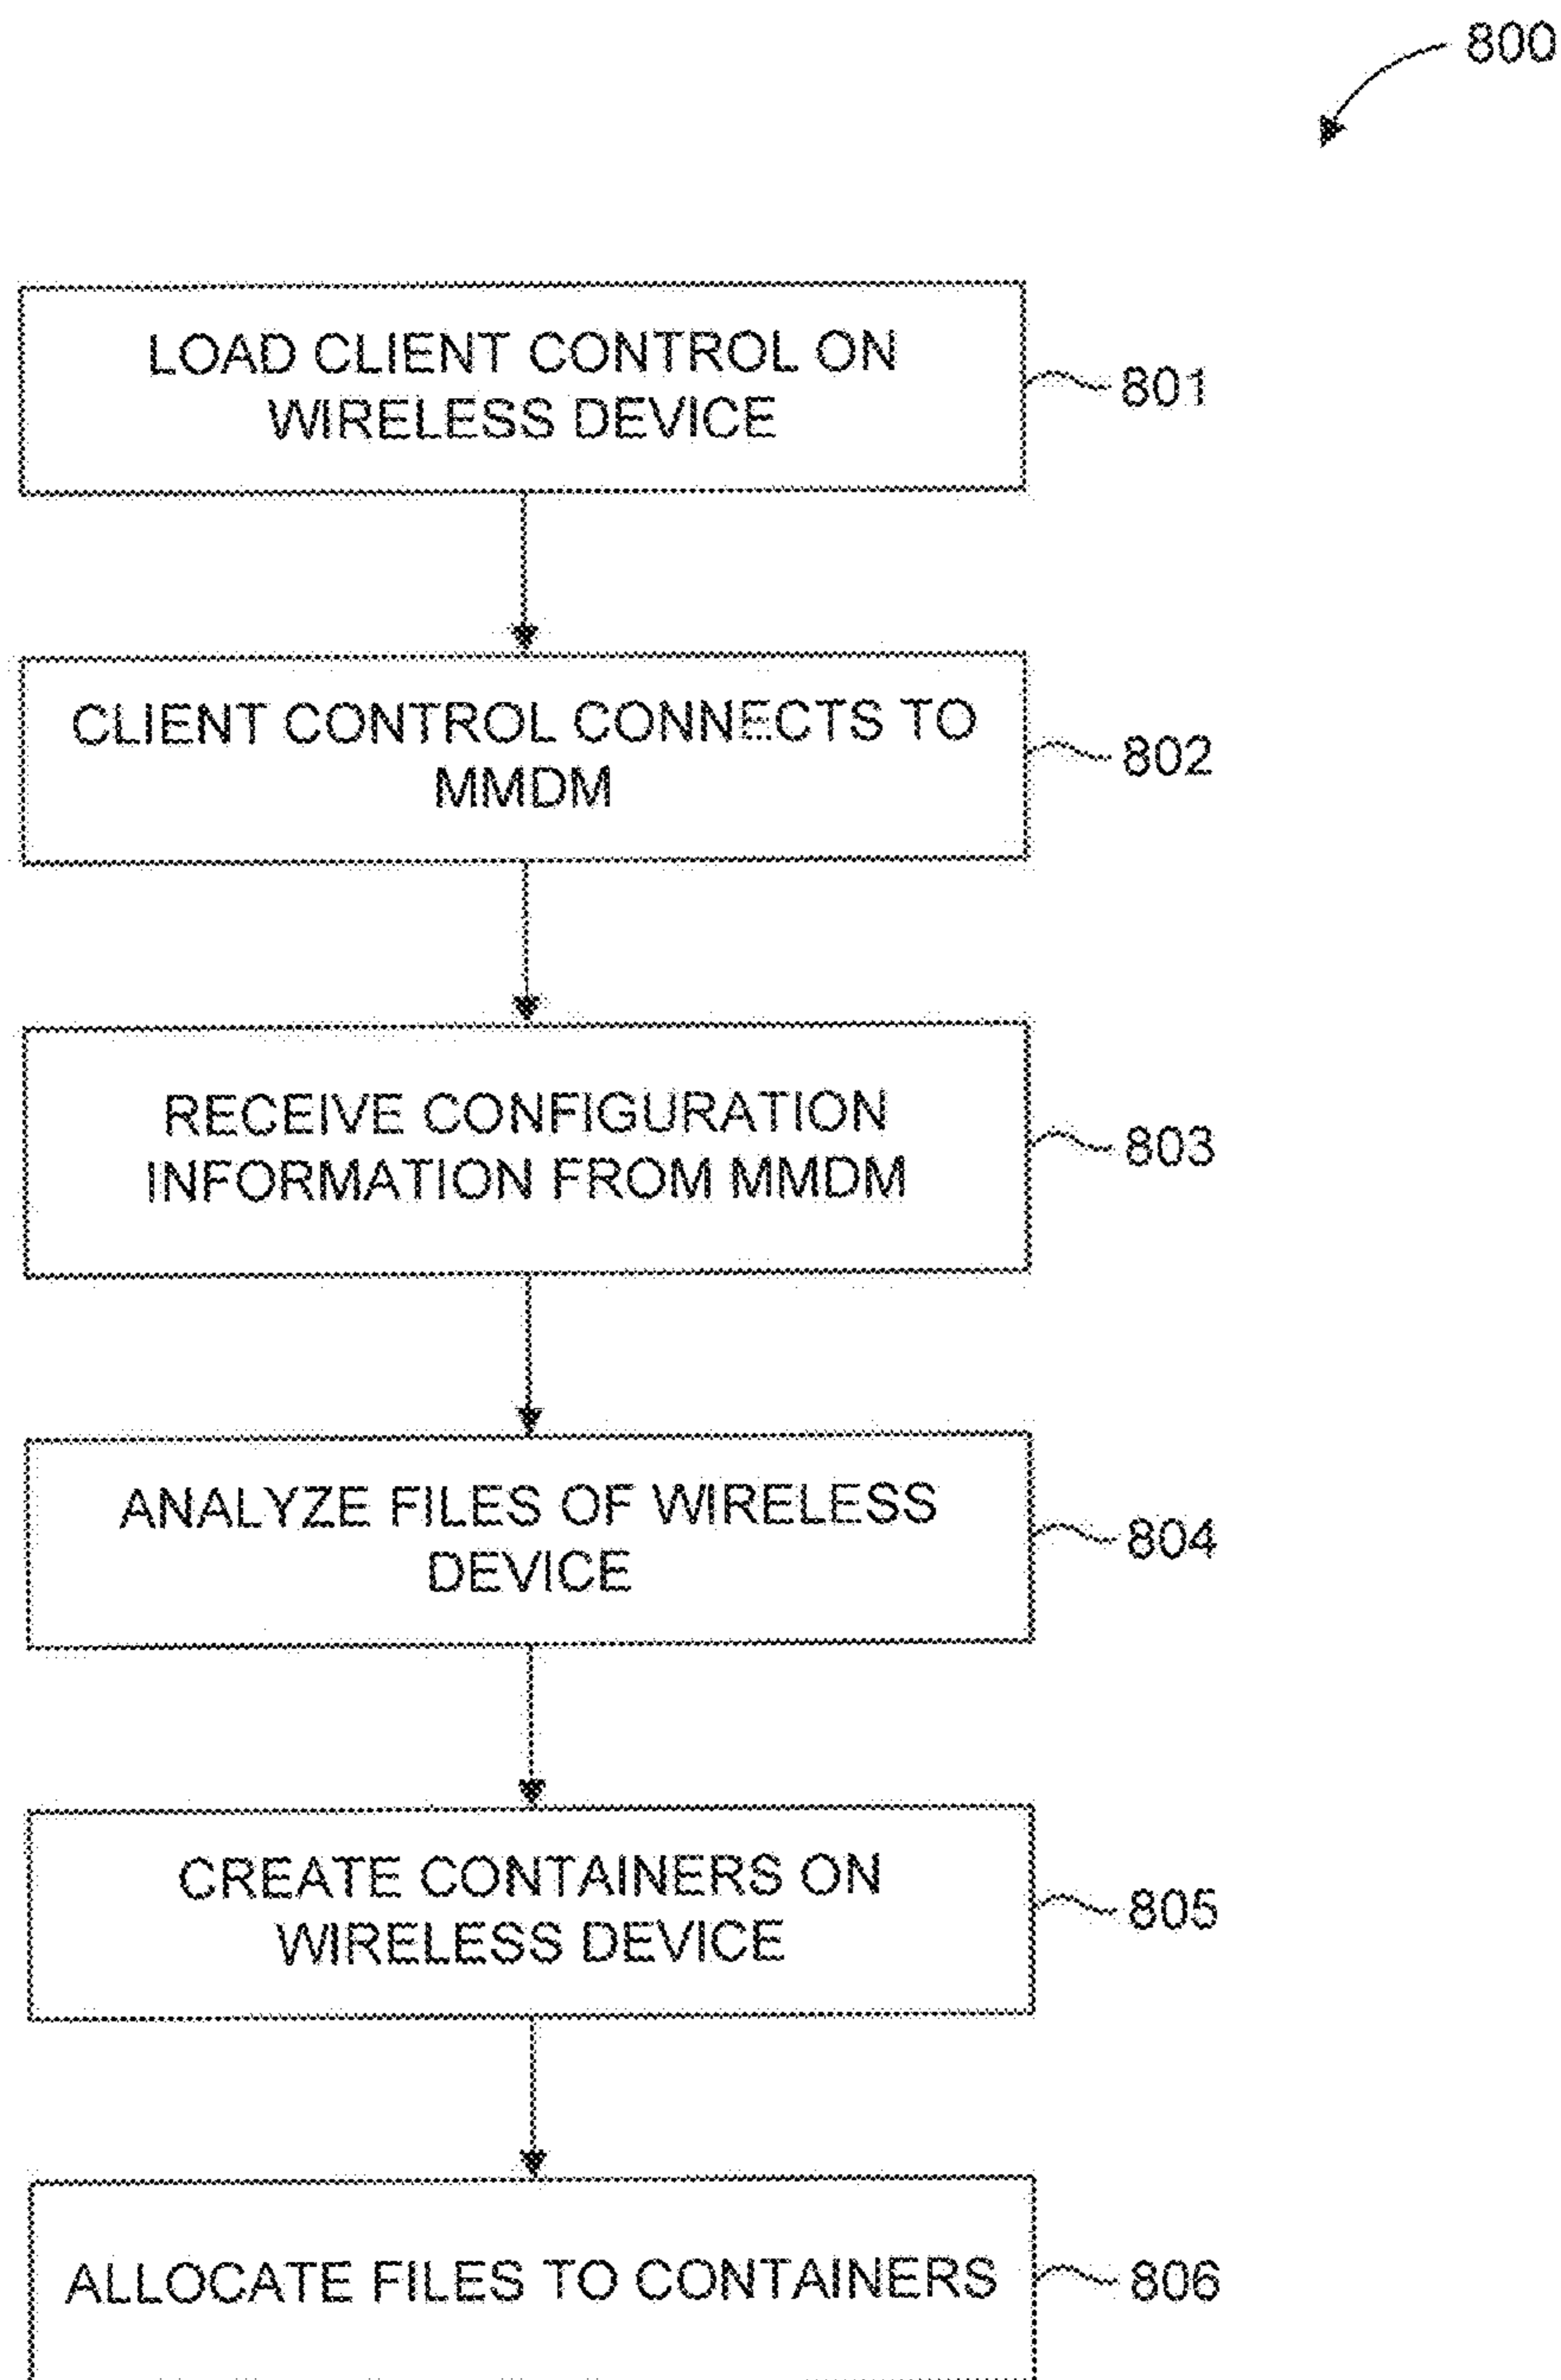 800
LOAD CLIENT CONTROL ON
WIRELESS DEVICE
801
CLIENT CONTROL CONNECTS TO
MMDM
802
RECEIVE CONFIGURATION
INFORMATION FROM MMDM
803
ANALYZE FILES OF WIRELESS
DEVICE
804
CREATE CONTAINERS ON
WIRELESS DEVICE
805
ALLOCATE FILES TO CONTAINERS
806